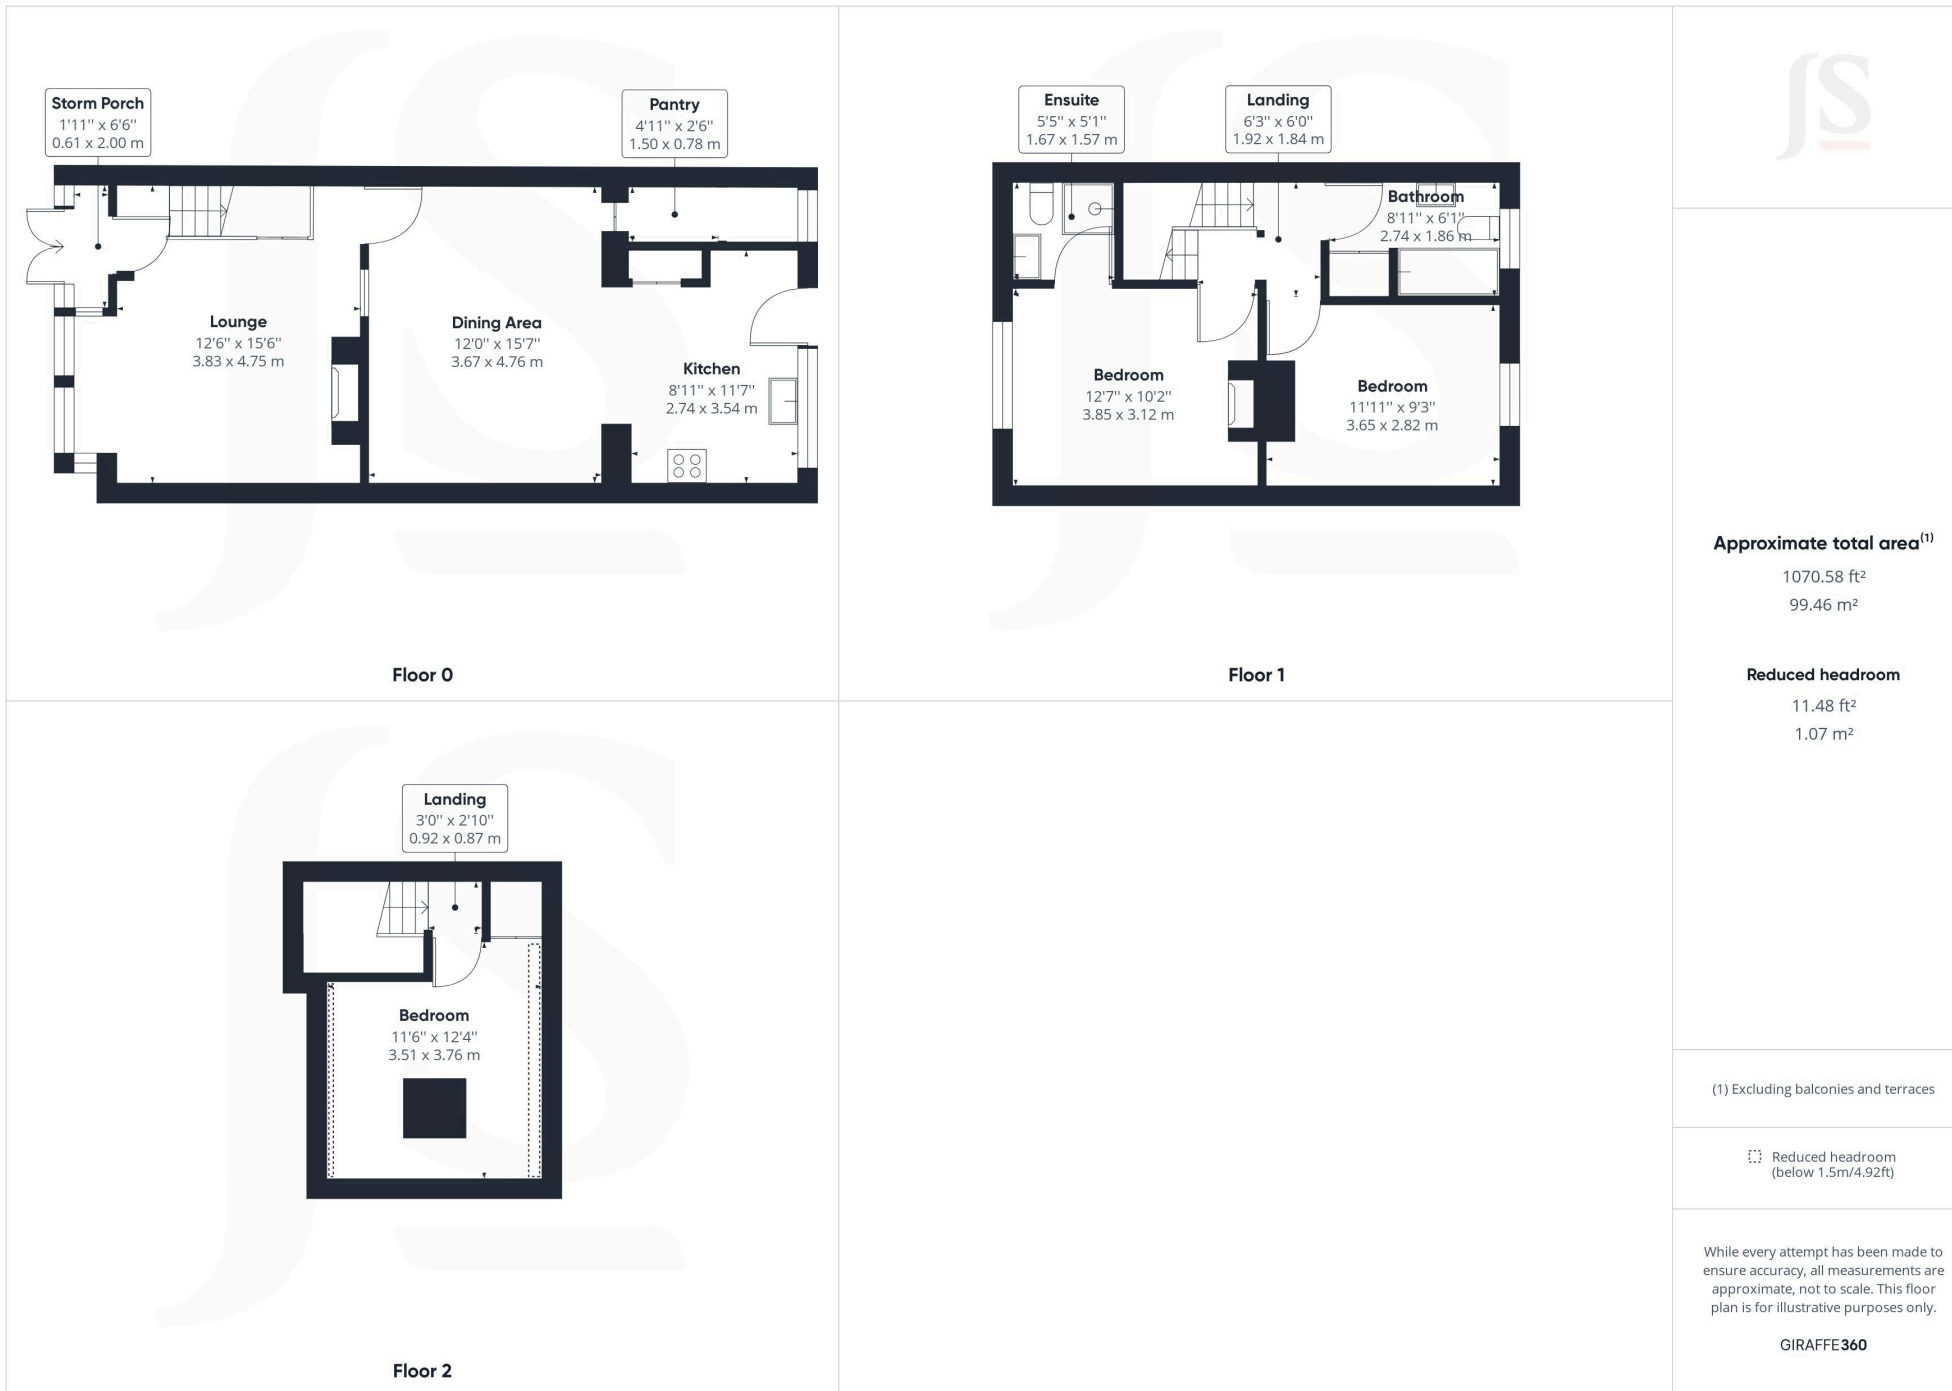 Storm Porch
1'11'' x 6'6''
0.61 x 2.00 m
Pantry
4'11'' x 2'6''
1.50 x 0.78 m
Lounge
12'6'' x 15'6''
3.83 x 4.75 m
Dining Area
12'0'' x 15'7''
3.67 x 4.76 m
Kitchen
8'11'' x 11'7''
2.74 x 3.54 m
Floor 0
Ensuite
5'5'' x 5'1''
1.67 x 1.57 m
Landing
6'3'' x 6'0''
1.92 x 1.84 m
Bathroom
8'11'' x 6'1''
2.74 x 1.86 m
Bedroom
12'7'' x 10'2''
3.85 x 3.12 m
Bedroom
11'11'' x 9'3''
3.65 x 2.82 m
Floor 1
Landing
3'0'' x 2'10''
0.92 x 0.87 m
Bedroom
11'6'' x 12'4''
3.51 x 3.76 m
Floor 2
JS
Approximate total area(1)
1070.58 ft²
99.46 m²
Reduced headroom
11.48 ft²
1.07 m²
(1) Excluding balconies and terraces
Reduced headroom
(below 1.5m/4.92ft)
While every attempt has been made to
ensure accuracy, all measurements are
approximate, not to scale. This floor
plan is for illustrative purposes only.
GIRAFFE360